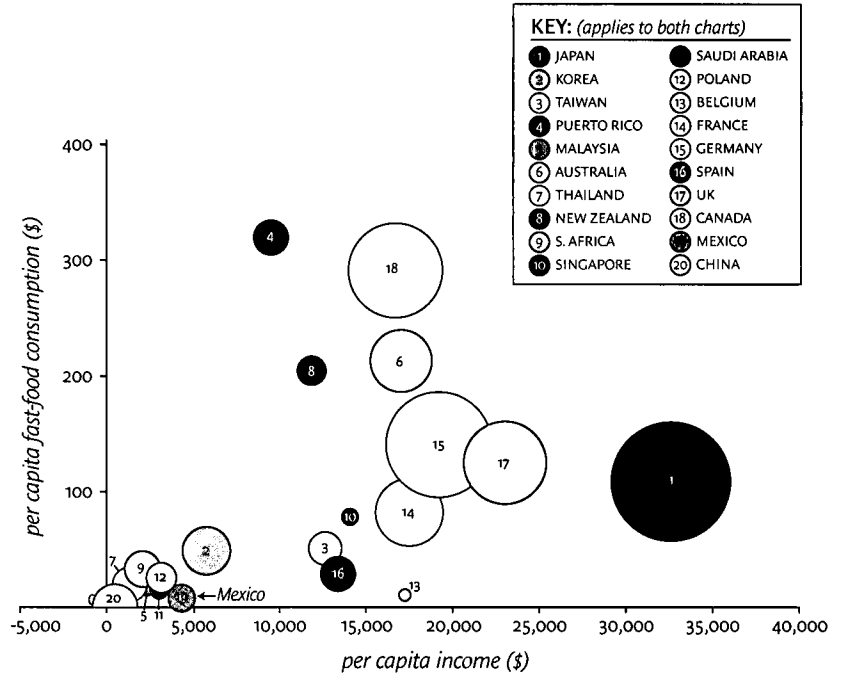 KEY: (applies to both charts)
1 JAPAN
2 KOREA
3 TAIWAN
4 PUERTO RICO
MALAYSIA
6 AUSTRALIA
7 THAILAND
8 NEW ZEALAND
9 S. AFRICA
10 SINGAPORE
SAUDI ARABIA
12 POLAND
13 BELGIUM
14 FRANCE
15 GERMANY
16 SPAIN
17 UK
18 CANADA
MEXICO
20 CHINA
per capita fast-food consumption ($)
400
300
200
100
0
4
18
6
8
15
17
1
14
10
3
2
16
13
7
9
12
20
5
11
←Mexico
-5,000 0 5,000 10,000 15,000 20,000 25,000 30,000 35,000 40,000
per capita income ($)